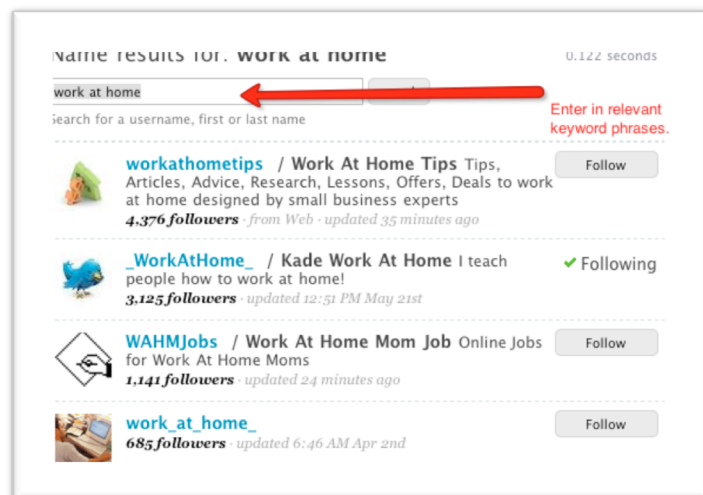 Name results for: work at home
0.122 seconds
work at home
Search for a username, first or last name
Enter in relevant
keyword phrases.
workathometips / Work At Home Tips Tips,
Articles, Advice, Research, Lessons, Offers, Deals to work
at home designed by small business experts
4,376 followers · from Web · updated 35 minutes ago
Follow
_WorkAtHome_ / Kade Work At Home I teach
people how to work at home!
3,125 followers · updated 12:51 PM May 21st
Following
WAHMJobs / Work At Home Mom Job Online Jobs
for Work At Home Moms
1,141 followers · updated 24 minutes ago
Follow
work_at_home_
685 followers · updated 6:46 AM Apr 2nd
Follow